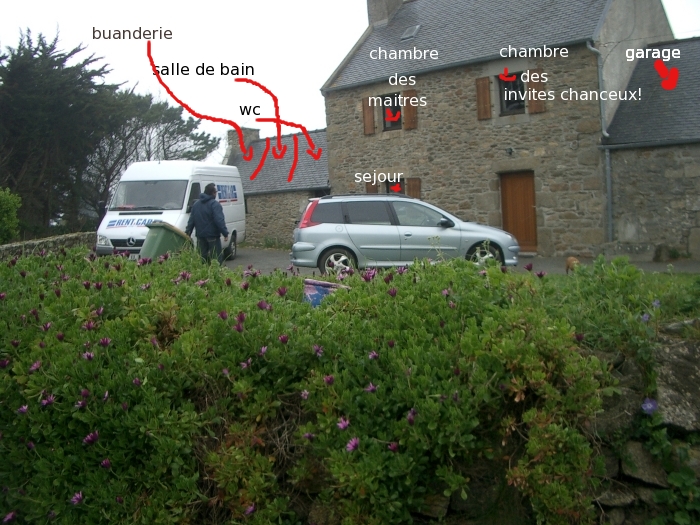 buanderie
salle de bain
wc
chambre
des
maitres
chambre
des
invites chanceux!
garage
sejour
RENT.CAR